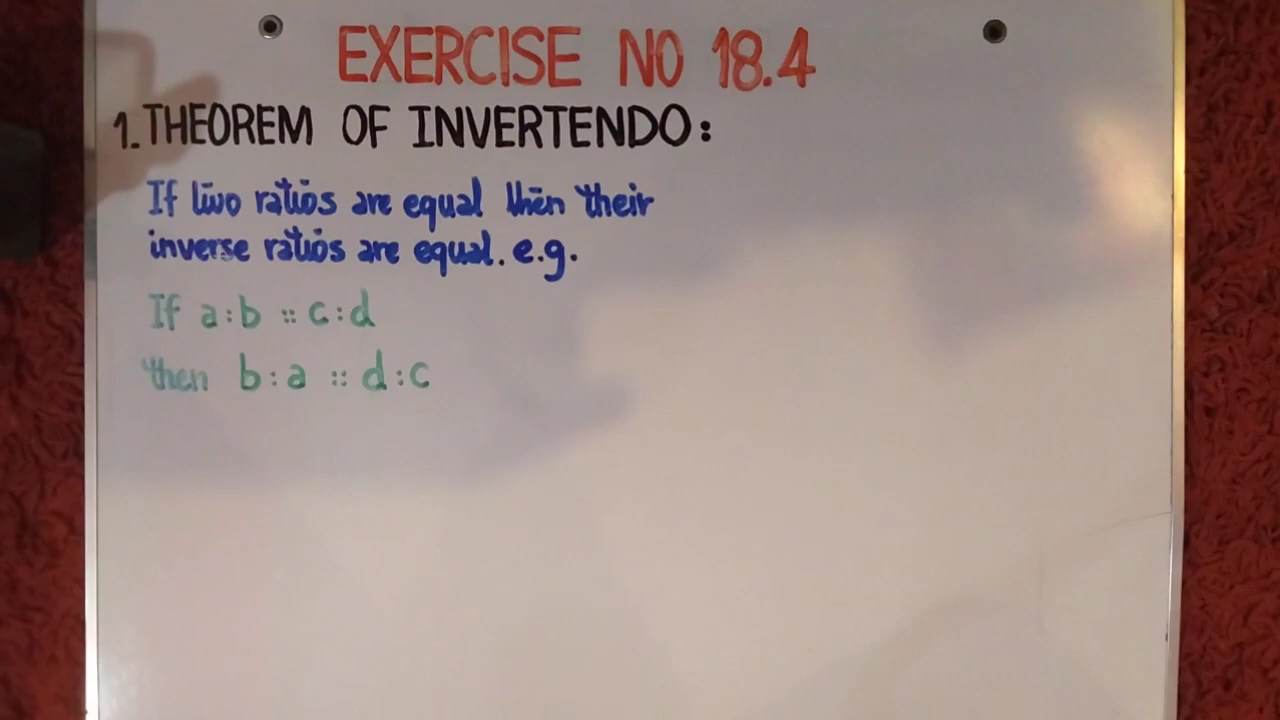 EXERCISE NO 18.4
1. THEOREM OF INVERTENDO:
If two ratios are equal then their
inverse ratios are equal. e.g.
If a:b :: c:d
then b:a :: d:c